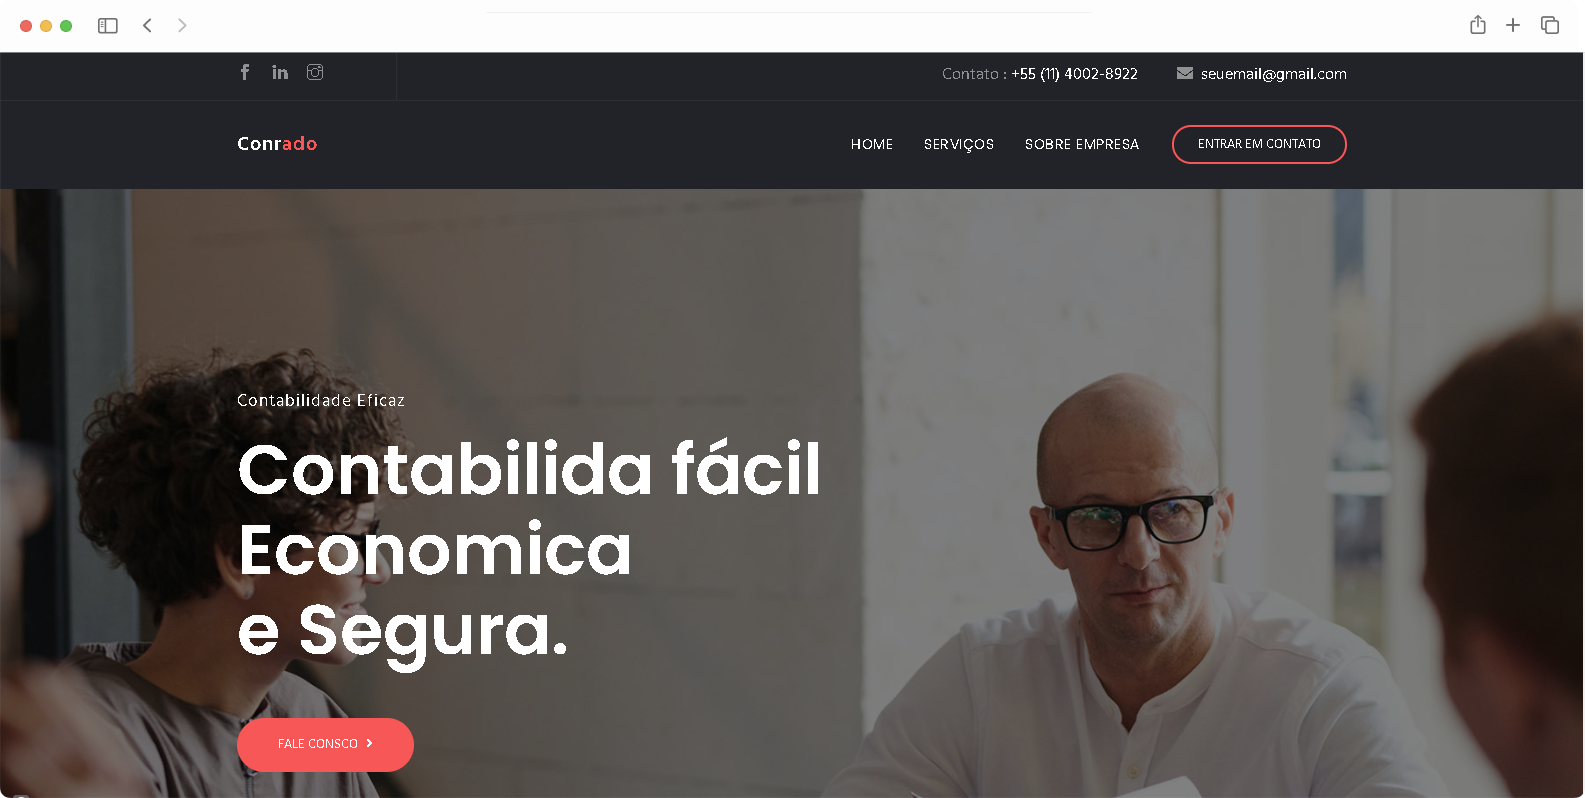 Contato : +55 (11) 4002-8922 seuemail@gmail.com
Conrado HOME SERVIÇOS SOBRE EMPRESA ENTRAR EM CONTATO
Contabilidade Eficaz
Contabilida fácil
Economica
e Segura.
FALE CONSCO